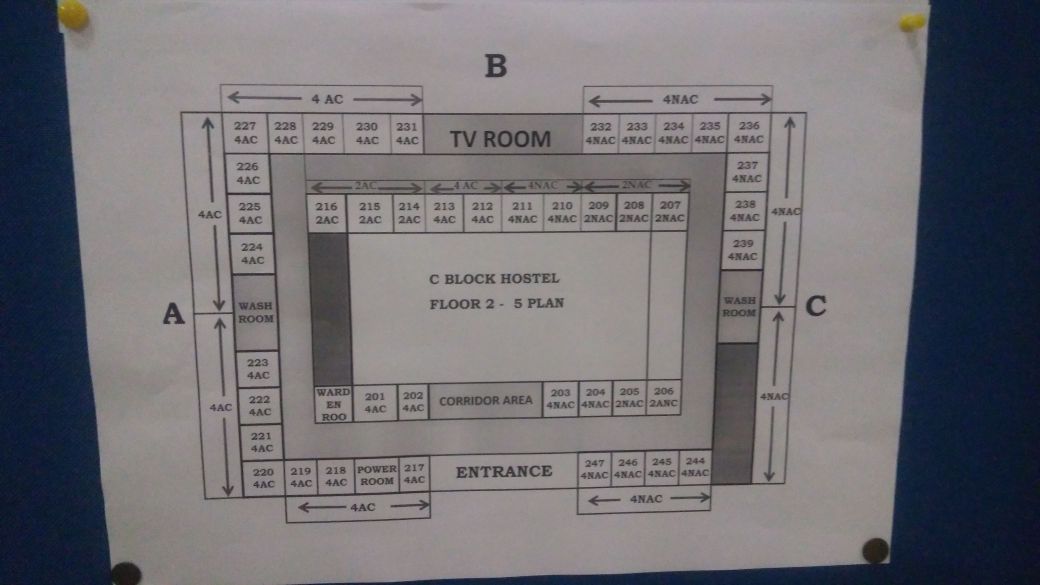 B
4 AC
4NAC
227 228 229 230 231 TV ROOM 232 233 234 235 236
4AC 4AC 4AC 4AC 4AC 4NAC 4NAC 4NAC 4NAC 4NAC
226 237
4AC 4NAC
2AC 4 AC 4NAC 2NAC
225 216 215 214 213 212 211 210 209 208 207 238
4AC 2AC 2AC 2AC 4AC 4AC 4NAC 4NAC 2NAC 2NAC 2NAC 4NAC
4AC 4NAC
224 239
4AC 4NAC
C BLOCK HOSTEL
FLOOR 2 - 5 PLAN
A WASH ROOM
WASH ROOM C
223
4AC
222 WARD EN ROO 201 202 CORRIDOR AREA 203 204 205 206
4AC 4AC 4AC 4NAC 4NAC 2NAC 2ANC
4AC 4NAC
221
4AC
220 219 218 POWER ROOM 217 ENTRANCE 247 246 245 244
4AC 4AC 4AC 4AC 4NAC 4NAC 4NAC 4NAC
4AC 4NAC